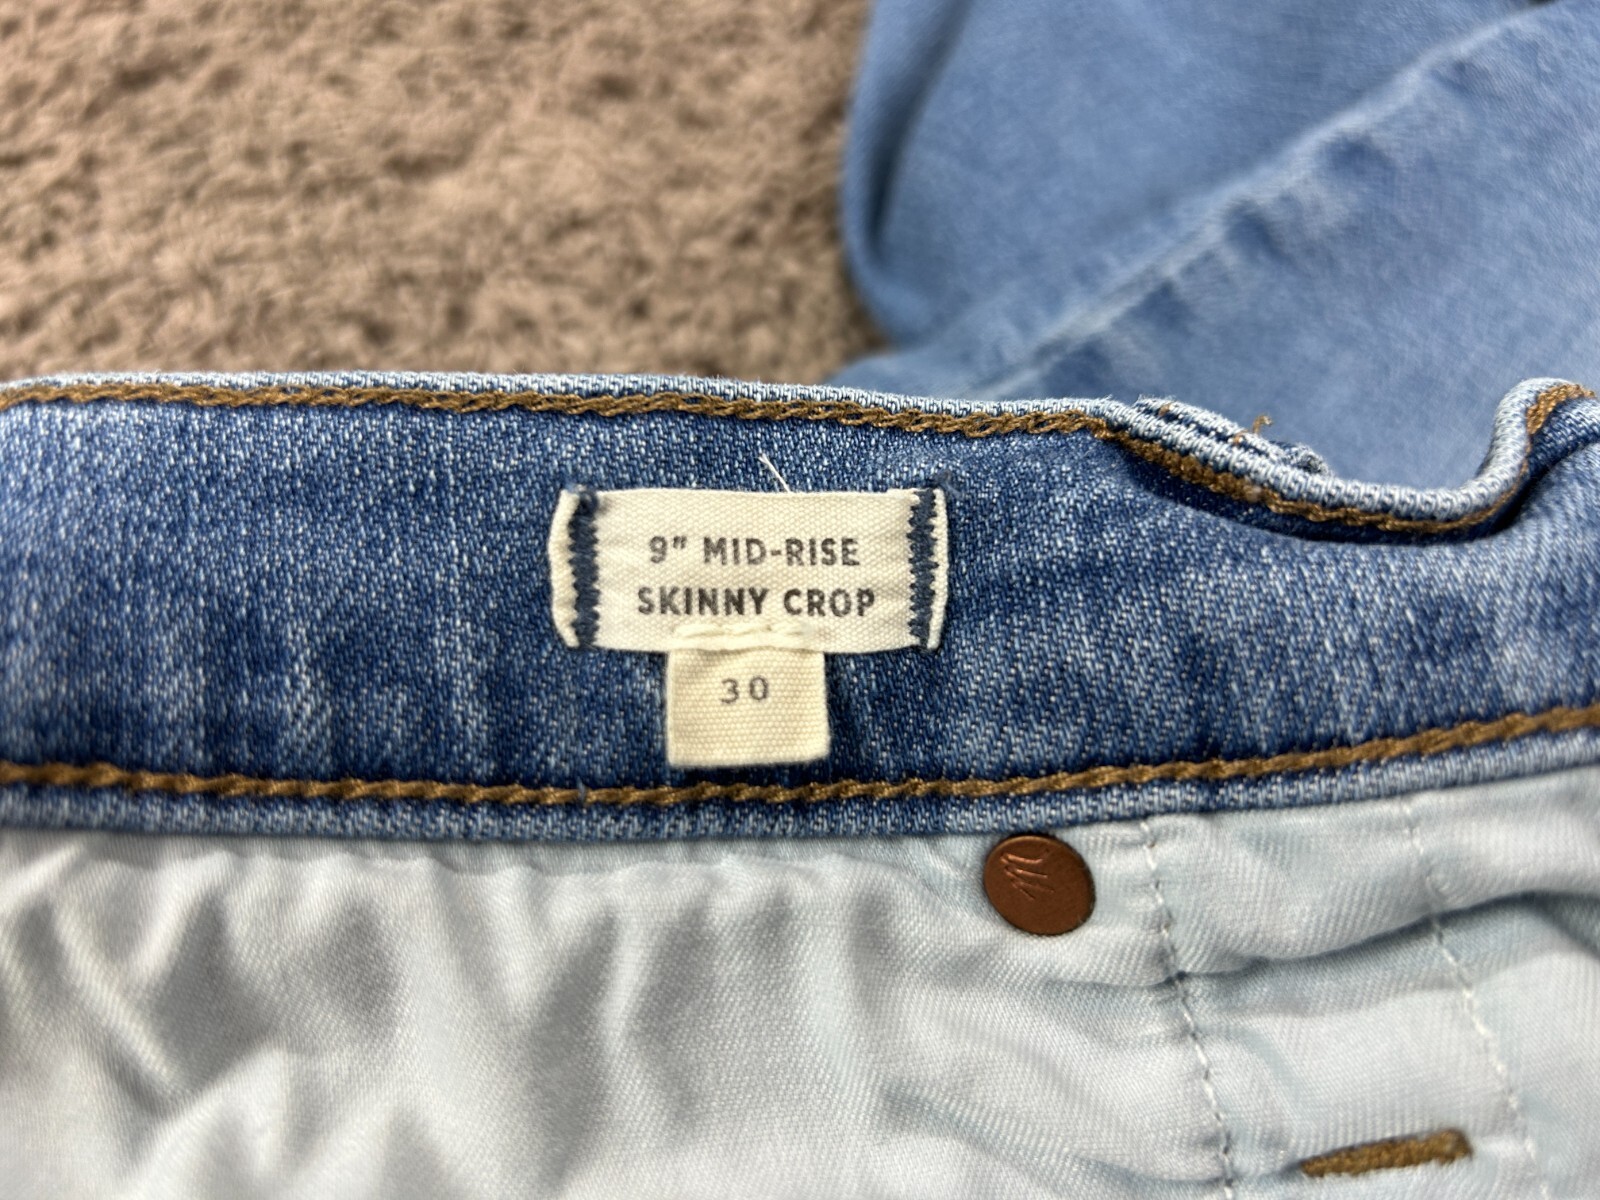 9" MID-RISE
SKINNY CROP
30
m